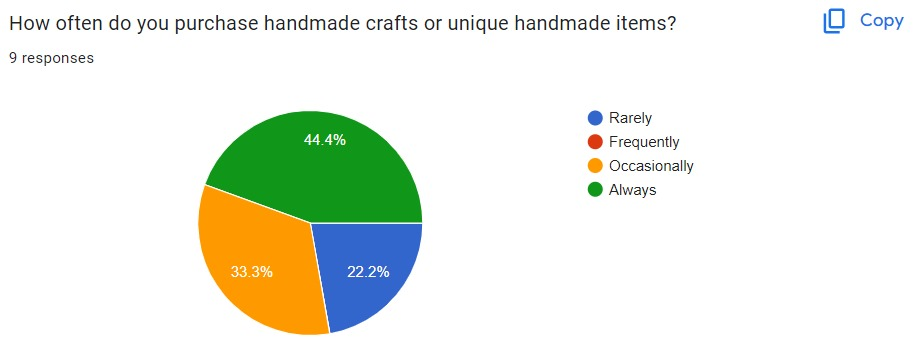 How often do you purchase handmade crafts or unique handmade items?
Copy
9 responses
44.4%
33.3%
22.2%
Rarely
Frequently
Occasionally
Always